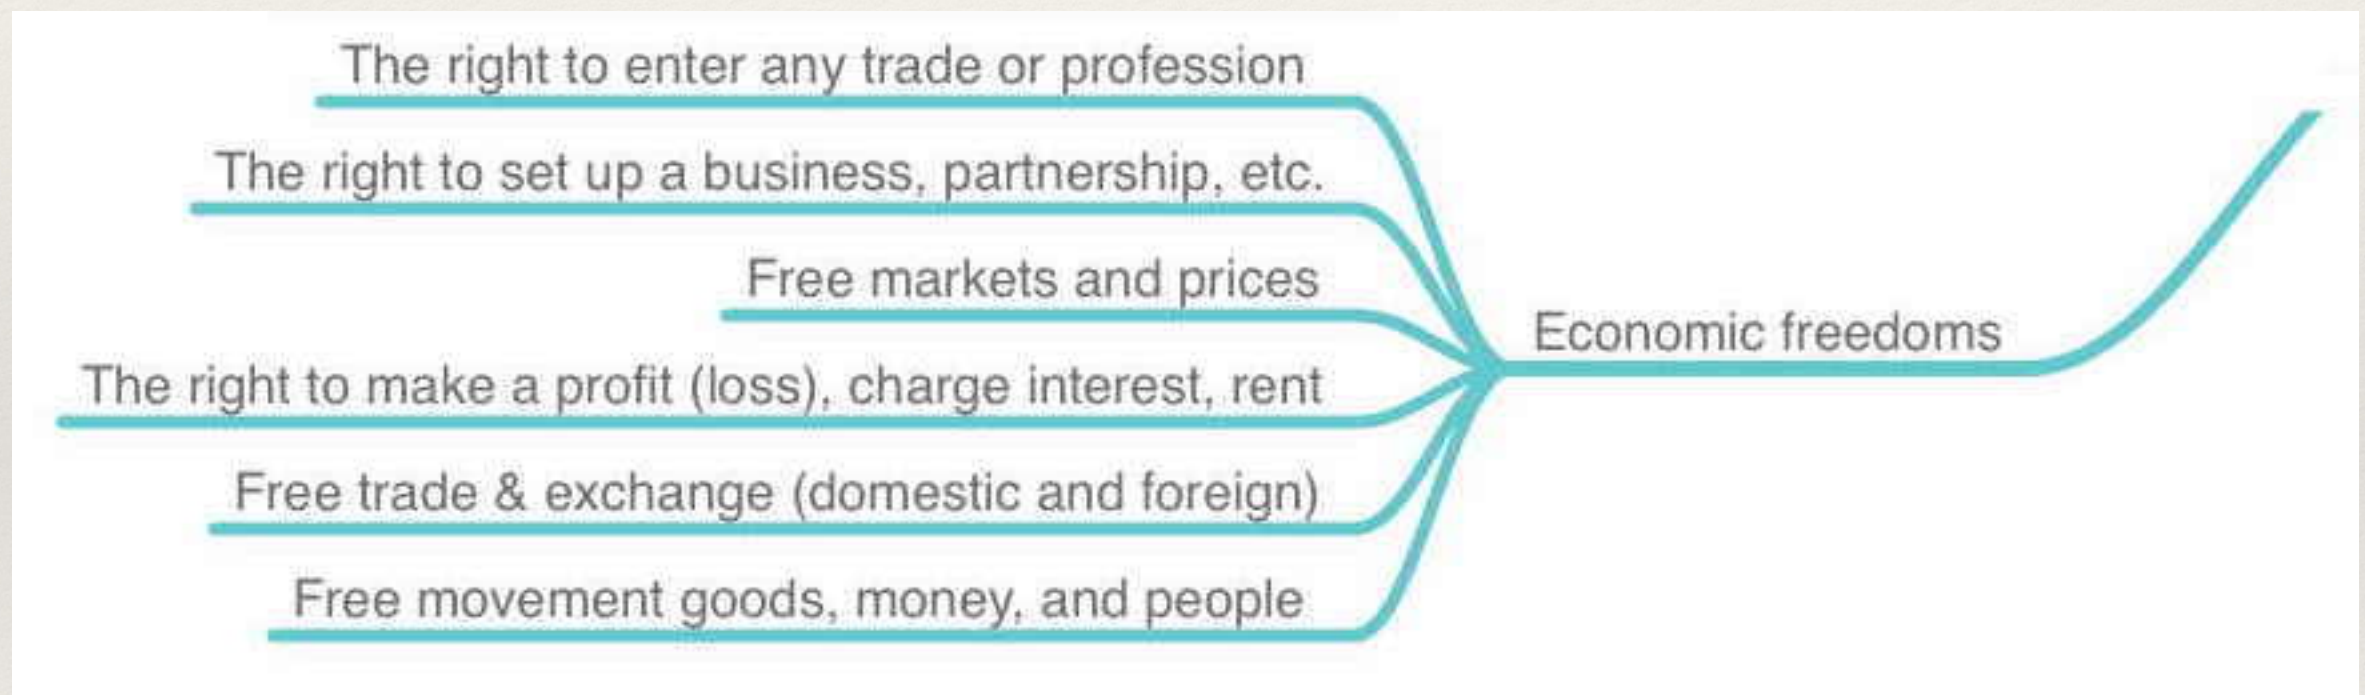 The right to enter any trade or profession
The right to set up a business, partnership, etc.
Free markets and prices
The right to make a profit (loss), charge interest, rent
Free trade & exchange (domestic and foreign)
Free movement goods, money, and people
Economic freedoms